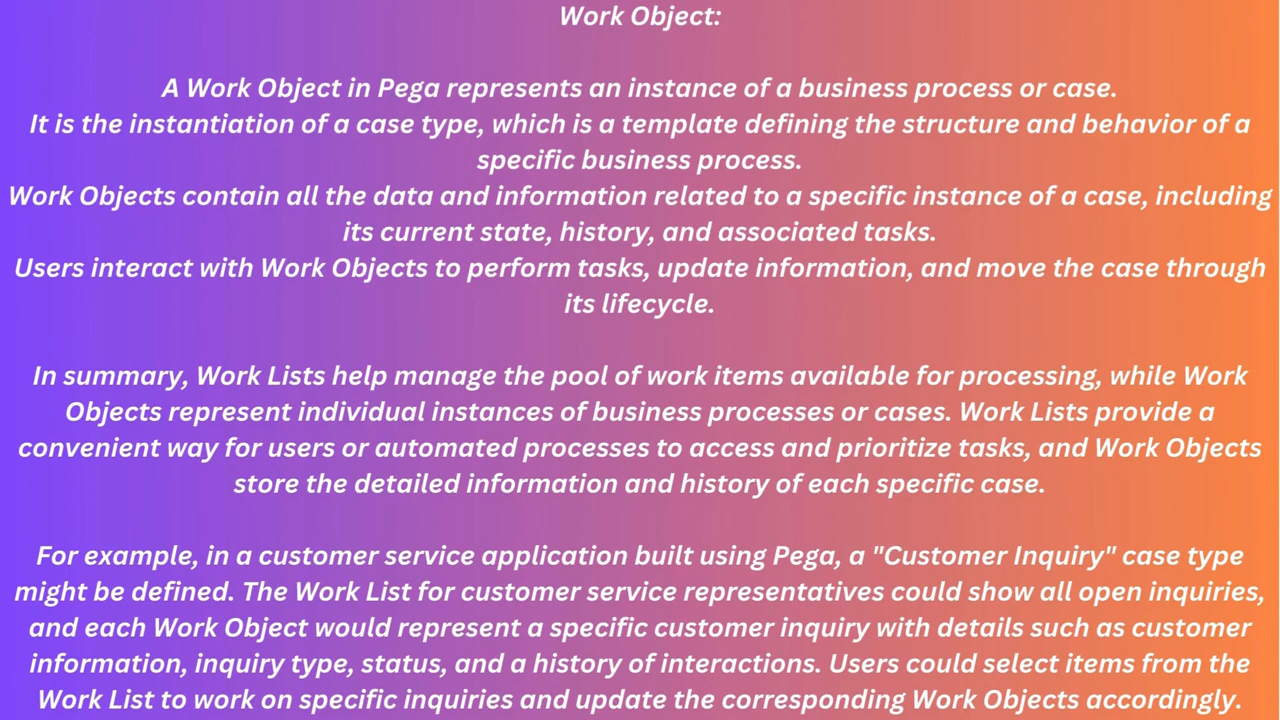 Work Object:
A Work Object in Pega represents an instance of a business process or case.
It is the instantiation of a case type, which is a template defining the structure and behavior of a
specific business process.
Work Objects contain all the data and information related to a specific instance of a case, including
its current state, history, and associated tasks.
Users interact with Work Objects to perform tasks, update information, and move the case through
its lifecycle.
In summary, Work Lists help manage the pool of work items available for processing, while Work
Objects represent individual instances of business processes or cases. Work Lists provide a
convenient way for users or automated processes to access and prioritize tasks, and Work Objects
store the detailed information and history of each specific case.
For example, in a customer service application built using Pega, a "Customer Inquiry" case type
might be defined. The Work List for customer service representatives could show all open inquiries,
and each Work Object would represent a specific customer inquiry with details such as customer
information, inquiry type, status, and a history of interactions. Users could select items from the
Work List to work on specific inquiries and update the corresponding Work Objects accordingly.